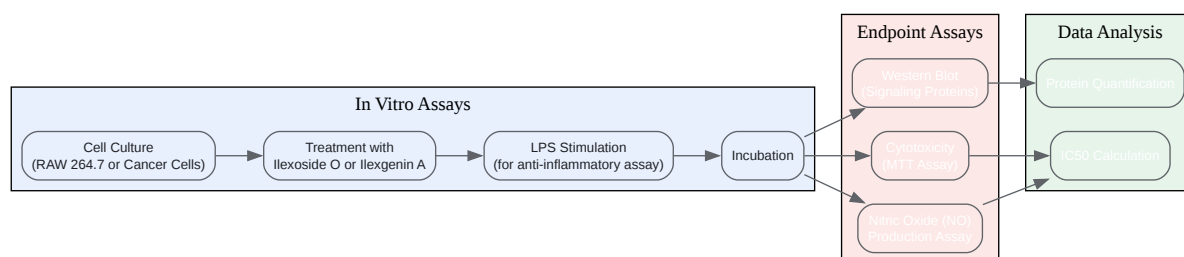 In Vitro Assays
Cell Culture
(RAW 264.7 or Cancer Cells)
Treatment with
Ilexoside O or Ilexgenin A
LPS Stimulation
(for anti-inflammatory assay)
Incubation
Endpoint Assays
Western Blot
(Signaling Proteins)
Cytotoxicity
(MTT Assay)
Nitric Oxide (NO)
Production Assay
Data Analysis
Protein Quantification
IC50 Calculation